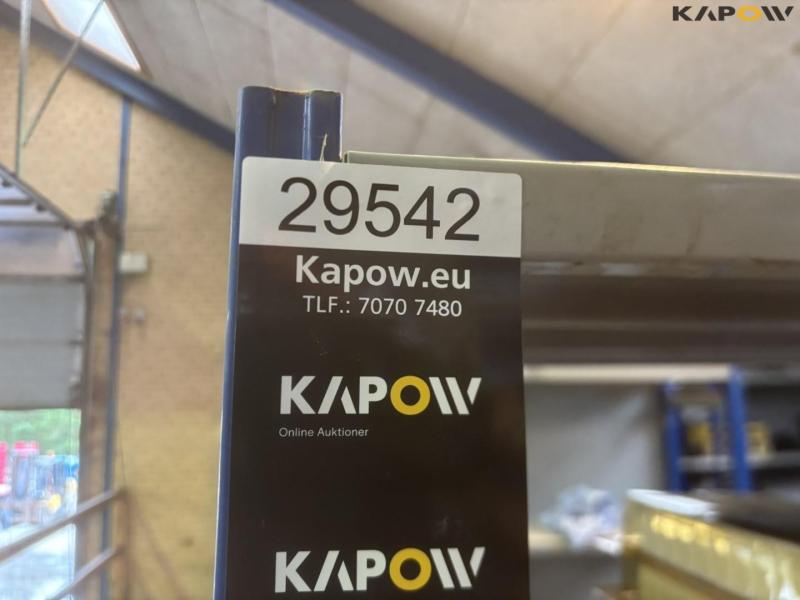 KAPOW
29542
Kapow.eu
TLF.: 7070 7480
KAPOW
Online Auktioner
KAPOW